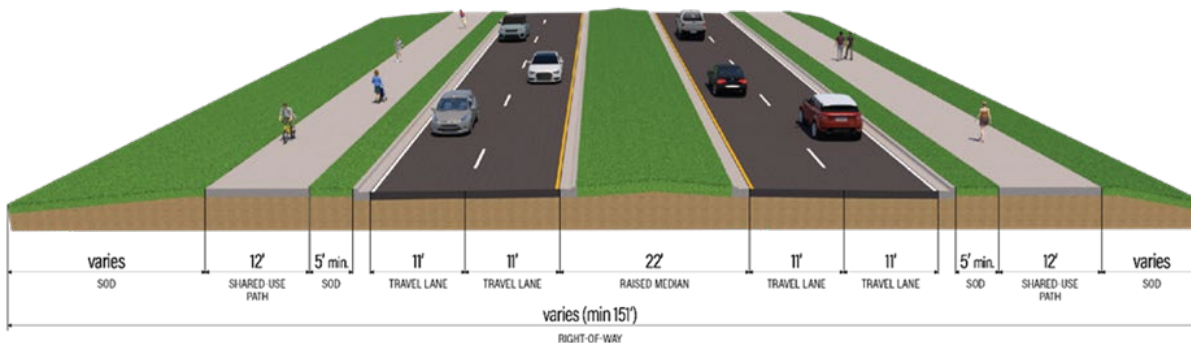 varies 12' 5' min. 11' 11' 22' 11' 11' 5' min. 12' varies
SOD SHARED-USE PATH SOD TRAVEL LANE TRAVEL LANE RAISED MEDIAN TRAVEL LANE TRAVEL LANE SOD SHARED-USE PATH SOD
varies (min 151')
RIGHT-OF-WAY